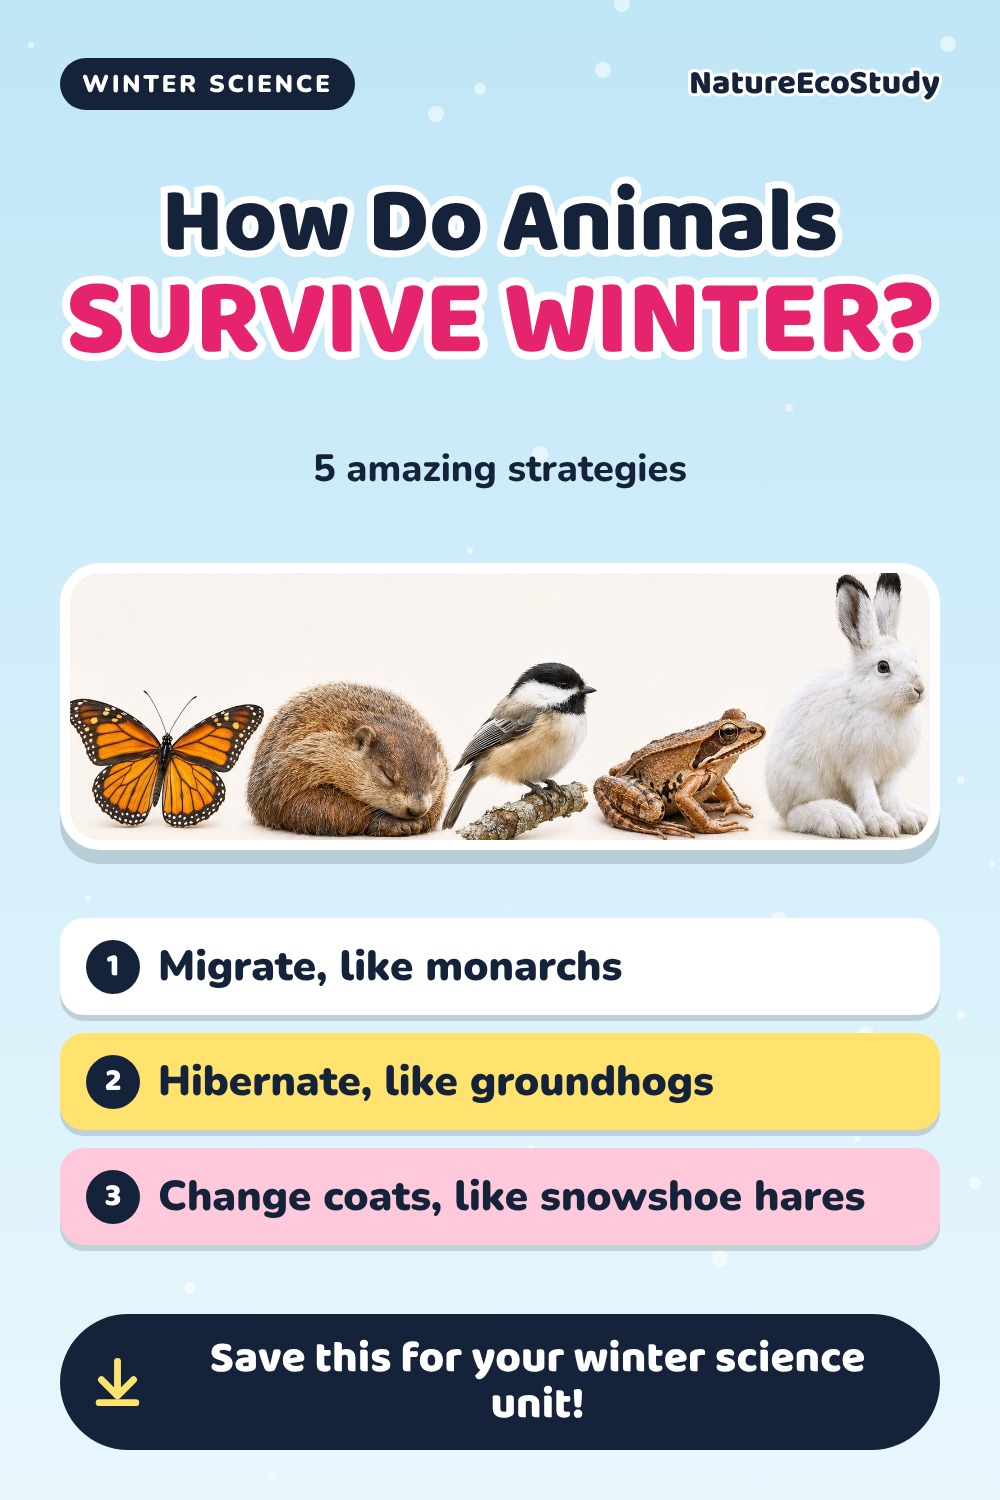 WINTER SCIENCE
NatureEcoStudy
How Do Animals
SURVIVE WINTER?
5 amazing strategies
1 Migrate, like monarchs
2 Hibernate, like groundhogs
3 Change coats, like snowshoe hares
Save this for your winter science
unit!